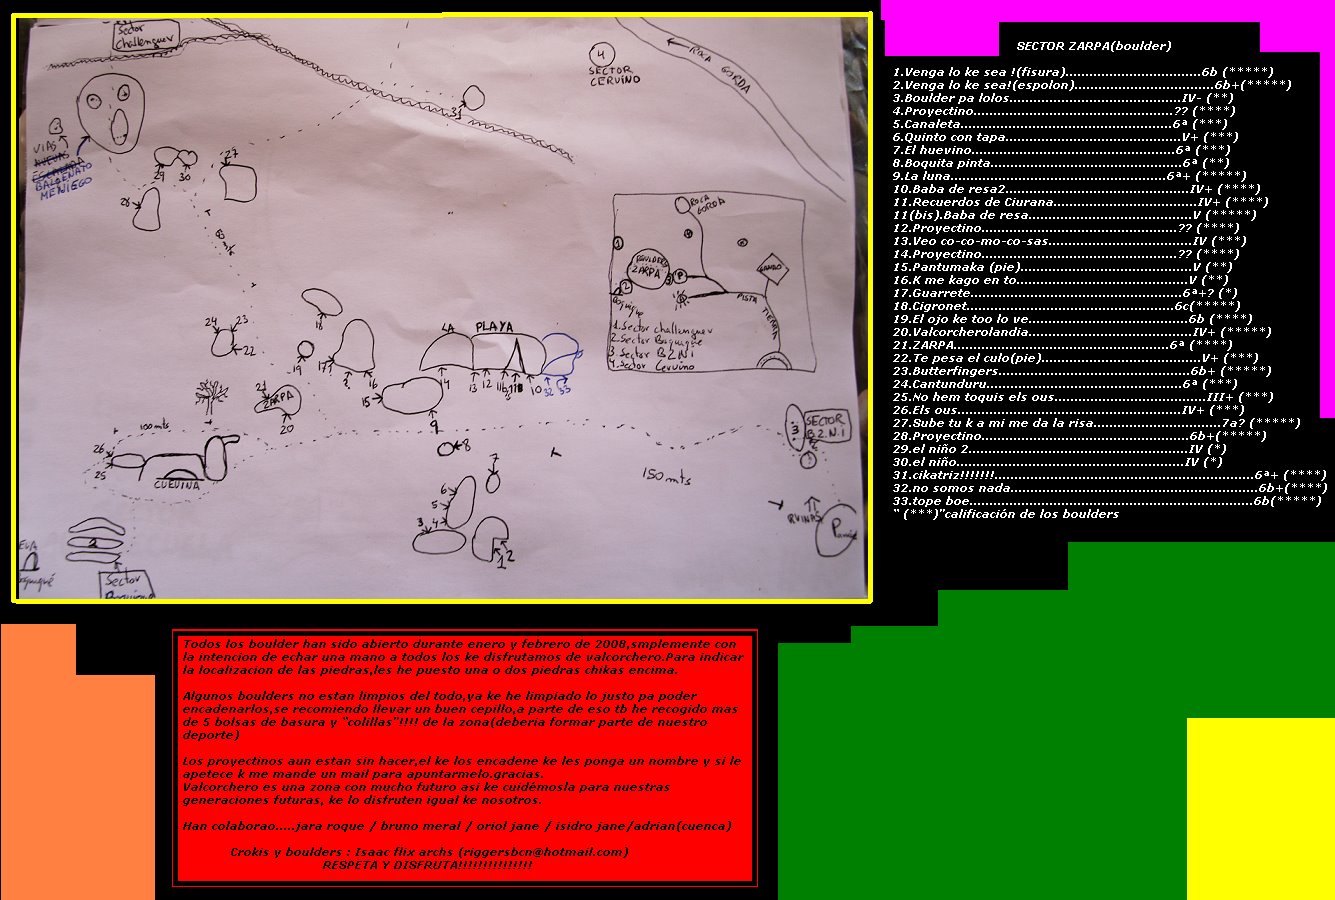 Sector
Challenguer
4
SECTOR
CERVINO
ROCA GORDA
31
VIAS
BALDENATO
MENIEGO
29
30
27
28
ROCA
GORDA
BOULDER
ZARPA
PISTA
TIERRA
1.Sector challenguer
2.Sector Boquique
3 Sector B2N1
4.Sector Cervino
24
23
22
18
19
17
16
LA PLAYA
14
13
12
11
10
32
33
15
21
ZARPA
20
9
100 mts
26
25
CUEVINA
8
7
6
5
4
3
1
2
150 mts
3
SECTOR
B.2.N.1
RUINAS
2
Sector
SECTOR ZARPA(boulder)
1.Venga lo ke sea !(fisura)..................................6b (*****)
2.Venga lo ke sea!(espolon)...................................6b+(*****)
3.Boulder pa lolos...........................................IV- (**)
4.Proyectino..................................................?? (****)
5.Canaleta.....................................................6ª (***)
6.Quinto con tapa............................................V+ (***)
7.El huevino...................................................6ª (***)
8.Boquita pinta................................................6ª (**)
9.La luna......................................................6ª+ (*****)
10.Baba de resa2..............................................IV+ (****)
11.Recuerdos de Ciurana....................................IV+ (****)
11(bis).Baba de resa.........................................V (*****)
12.Proyectino.................................................?? (****)
13.Veo co-co-mo-co-sas....................................IV (***)
14.Proyectino.................................................?? (****)
15.Pantumaka (pie)...........................................V (**)
16.K me kago en to...........................................V (**)
17.Guarrete.....................................................6ª+? (*)
18.Cigronet.....................................................6c(*****)
19.El ojo ke too lo ve........................................6b (****)
20.Valcorcherolandia.........................................IV+ (****)
21.ZARPA.......................................................6ª (****)
22.Te pesa el culo(pie)........................................V+ (***)
23.Butterfingers................................................6b+ (*****)
24.Cantunduru.................................................6ª (***)
25.No hem toquis els ous......................................III+ (***)
26.Els ous.......................................................IV+ (***)
27.Sube tu k a mi me da la risa................................7a? (*****)
28.Proyectino..................................................6b+(*****)
29.el niño 2.....................................................IV (*)
30.el niño........................................................IV (*)
31.cikatriz!!!!!!!.................................................................6ª+ (****)
32.no somos nada..............................................................6b+(****)
33.tope boe.......................................................................6b(*****)
" (***)"calificación de los boulders
Todos los boulder han sido abierto durante enero y febrero de 2008,smplemente con
la intencion de echar una mano a todos los ke disfrutamos de valcorchero.Para indicar
la localizacion de las piedras,les he puesto una o dos piedras chikas encima.
Algunos boulders no estan limpios del todo,ya ke he limpiado lo justo pa poder
encadenarlos,se recomiendo llevar un buen cepillo,a parte de eso tb he recogido mas
de 5 bolsas de basura y "colillas"!!!! de la zona(deberia formar parte de nuestro
deporte)
Los proyectinos aun estan sin hacer,el ke los encadene ke les ponga un nombre y si le
apetece k me mande un mail para apuntarmelo.gracias.
Valcorchero es una zona con mucho futuro asi ke cuidémosla para nuestras
generaciones futuras, ke lo disfruten igual ke nosotros.
Han colaborao.....jara roque / bruno meral / oriol jane / isidro jane/adrian(cuenca)
Crokis y boulders : Isaac flix archs (riggersbcn@hotmail.com)
RESPETA Y DISFRUTA!!!!!!!!!!!!!!!